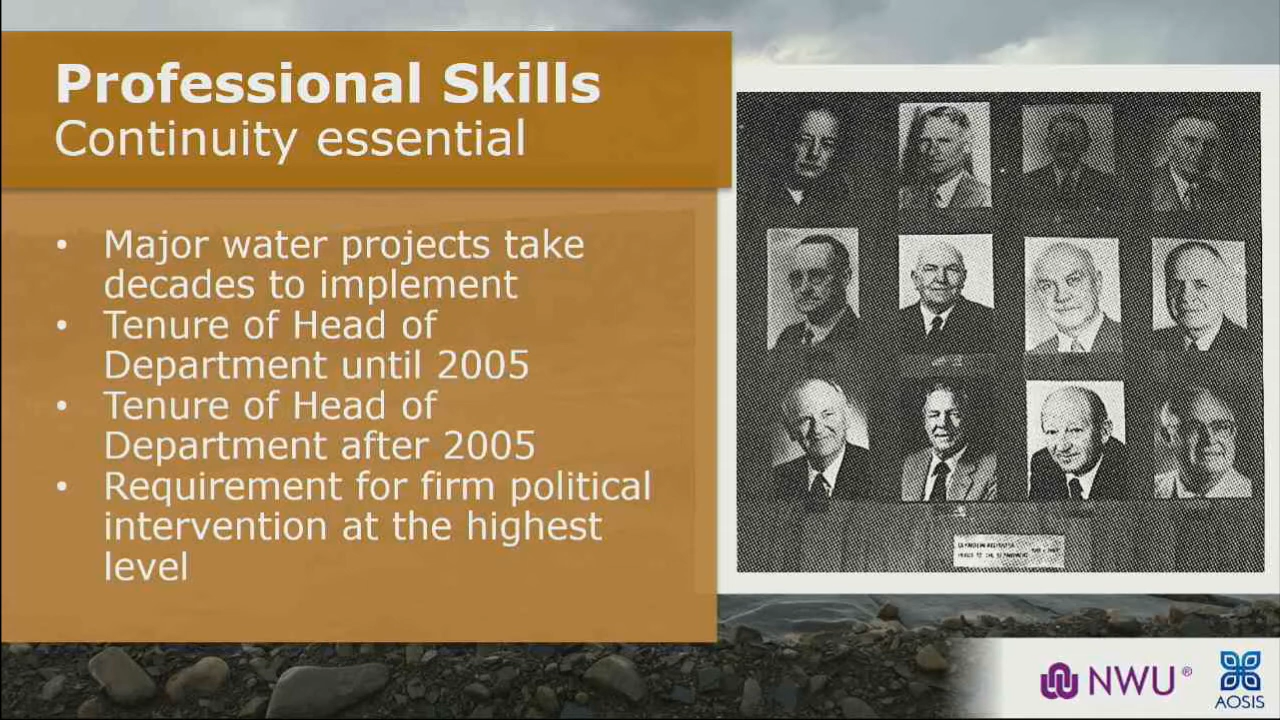 Professional Skills
Continuity essential
• Major water projects take
decades to implement
• Tenure of Head of
Department until 2005
• Tenure of Head of
Department after 2005
• Requirement for firm political
intervention at the highest
level
NWU®
AOSIS